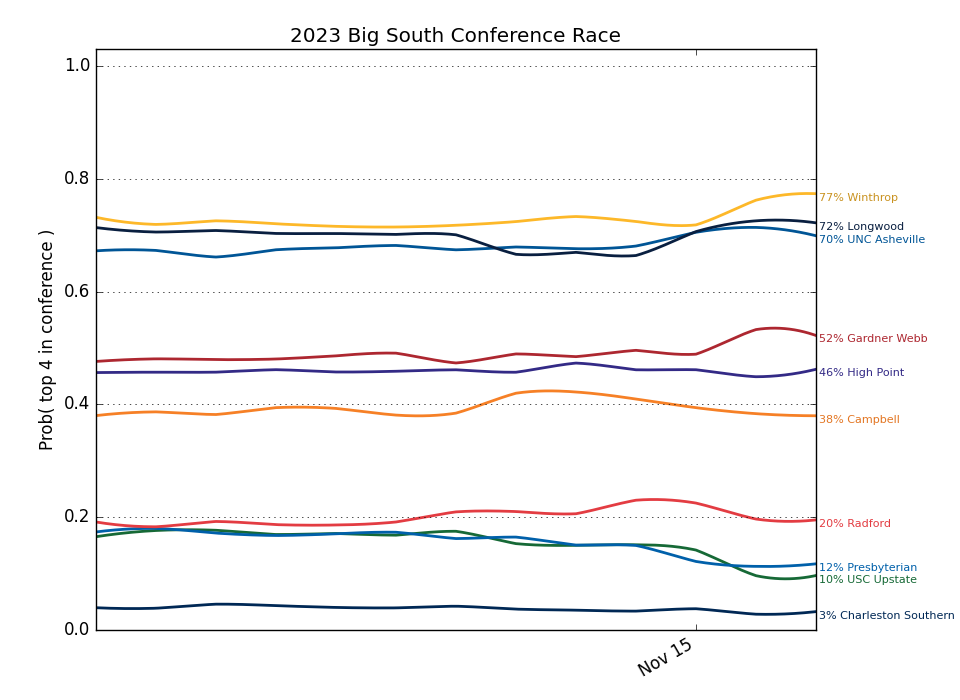 2023 Big South Conference Race
Prob( top 4 in conference )
1.0
0.8
0.6
0.4
0.2
0.0
77% Winthrop
72% Longwood
70% UNC Asheville
52% Gardner Webb
46% High Point
38% Campbell
20% Radford
12% Presbyterian
10% USC Upstate
3% Charleston Southern
Nov 15